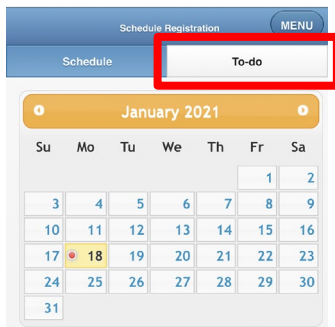 Schedule Registration MENU
Schedule To-do
January 2021
Su Mo Tu We Th Fr Sa
1 2
3 4 5 6 7 8 9
10 11 12 13 14 15 16
17 18 19 20 21 22 23
24 25 26 27 28 29 30
31